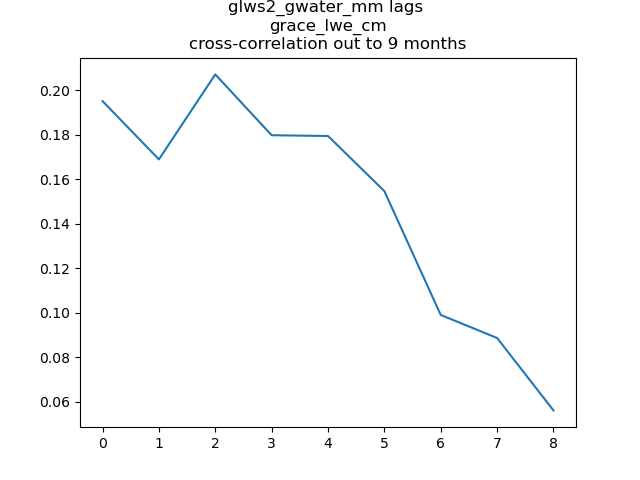 glws2_gwater_mm lags
grace_lwe_cm
cross-correlation out to 9 months
0.20
0.18
0.16
0.14
0.12
0.10
0.08
0.06
0 1 2 3 4 5 6 7 8